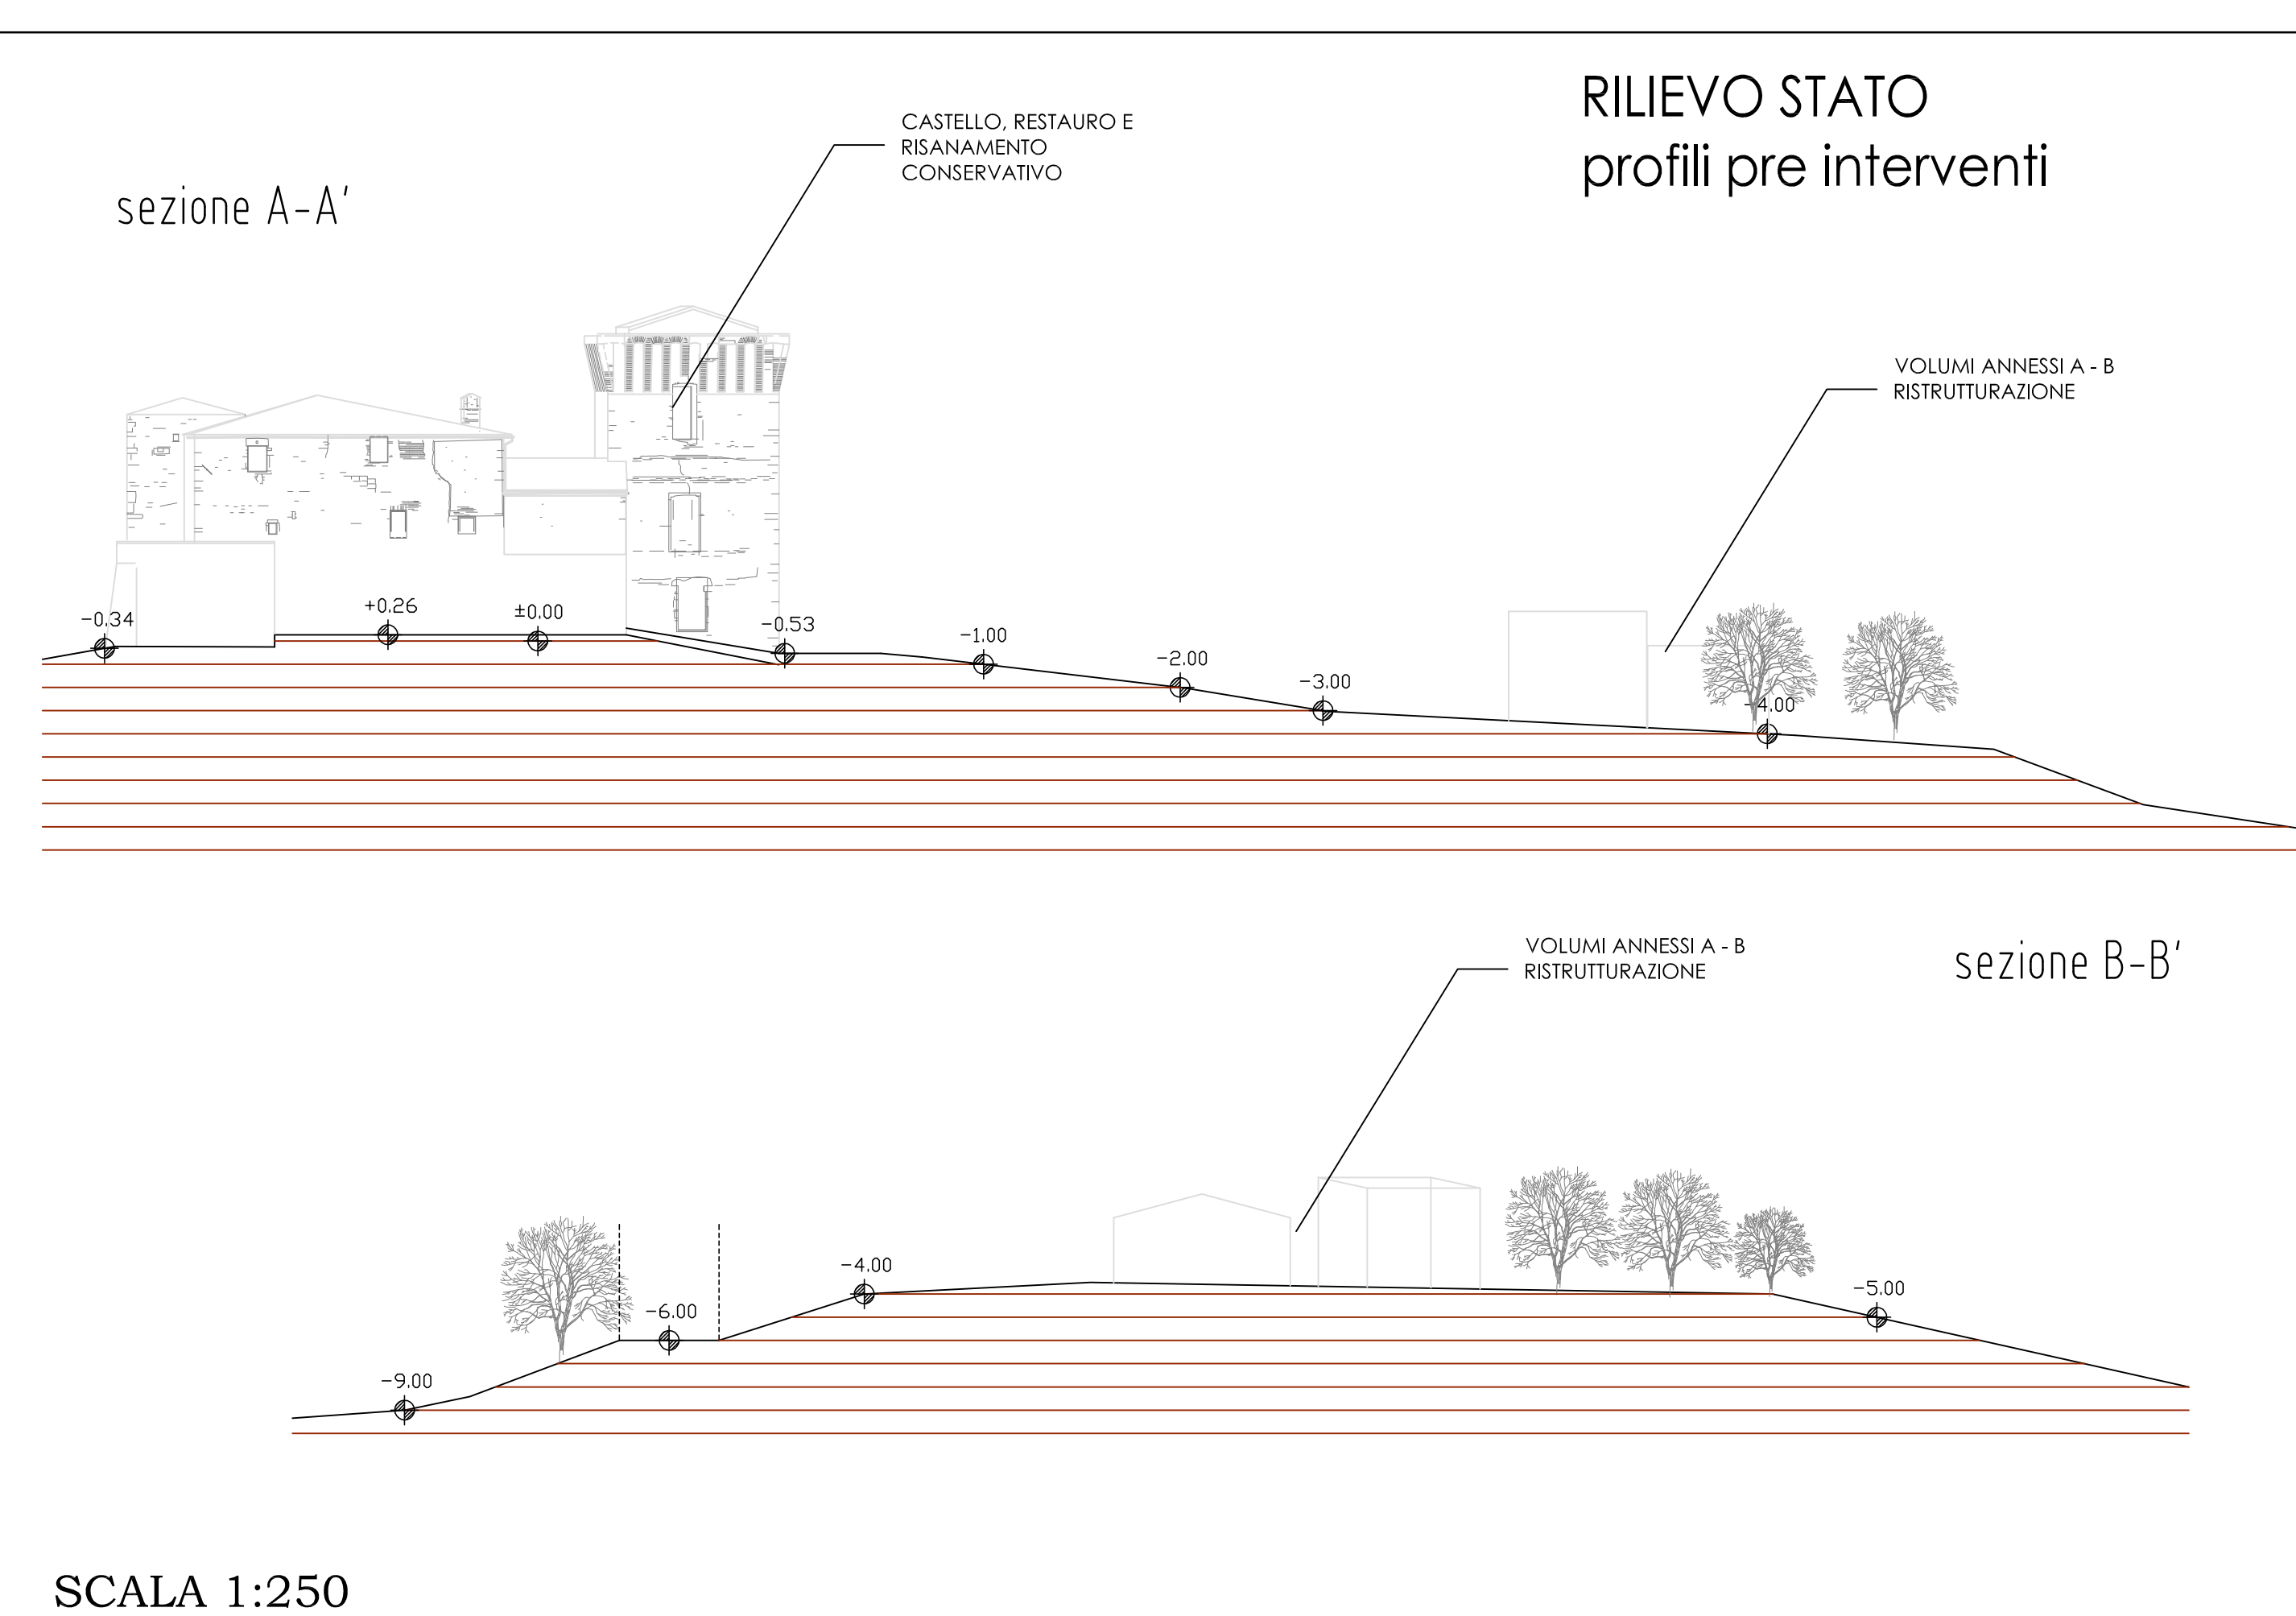 RILIEVO STATO
profili pre interventi
CASTELLO, RESTAURO E
RISANAMENTO
CONSERVATIVO
sezione A-A'
VOLUMI ANNESSI A - B
RISTRUTTURAZIONE
-0.34
+0.26
±0.00
-0.53
-1.00
-2.00
-3.00
-4.00
VOLUMI ANNESSI A - B
RISTRUTTURAZIONE
sezione B-B'
-4.00
-6.00
-5.00
-9.00
SCALA 1:250